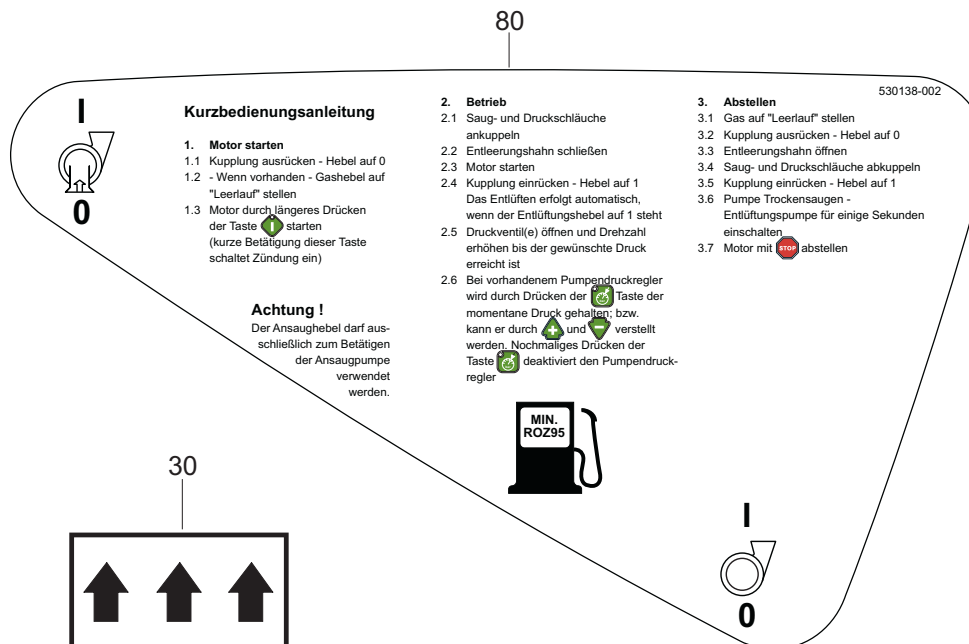 80
530138-002
I
0
Kurzbedienungsanleitung
1. Motor starten
1.1 Kupplung ausrücken - Hebel auf 0
1.2 - Wenn vorhanden - Gashebel auf
"Leerlauf" stellen
1.3 Motor durch längeres Drücken
der Taste I starten
(kurze Betätigung dieser Taste
schaltet Zündung ein)
Achtung !
Der Ansaughebel darf aus-
schließlich zum Betätigen
der Ansaugpumpe
verwendet
werden.
2. Betrieb
2.1 Saug- und Druckschläuche
ankuppeln
2.2 Entleerungshahn schließen
2.3 Motor starten
2.4 Kupplung einrücken - Hebel auf 1
Das Entlüften erfolgt automatisch,
wenn der Entlüftungshebel auf 1 steht
2.5 Druckventil(e) öffnen und Drehzahl
erhöhen bis der gewünschte Druck
erreicht ist
2.6 Bei vorhandenem Pumpendruckregler
wird durch Drücken der Taste der
momentane Druck gehalten; bzw.
kann er durch + und - verstellt
werden. Nochmaliges Drücken der
Taste deaktiviert den Pumpendruck-
regler
MIN.
ROZ95
3. Abstellen
3.1 Gas auf "Leerlauf" stellen
3.2 Kupplung ausrücken - Hebel auf 0
3.3 Entleerungshahn öffnen
3.4 Saug- und Druckschläuche abkuppeln
3.5 Kupplung einrücken - Hebel auf 1
3.6 Pumpe Trockensaugen -
Entlüftungspumpe für einige Sekunden
einschalten
3.7 Motor mit STOP abstellen
I
0
30